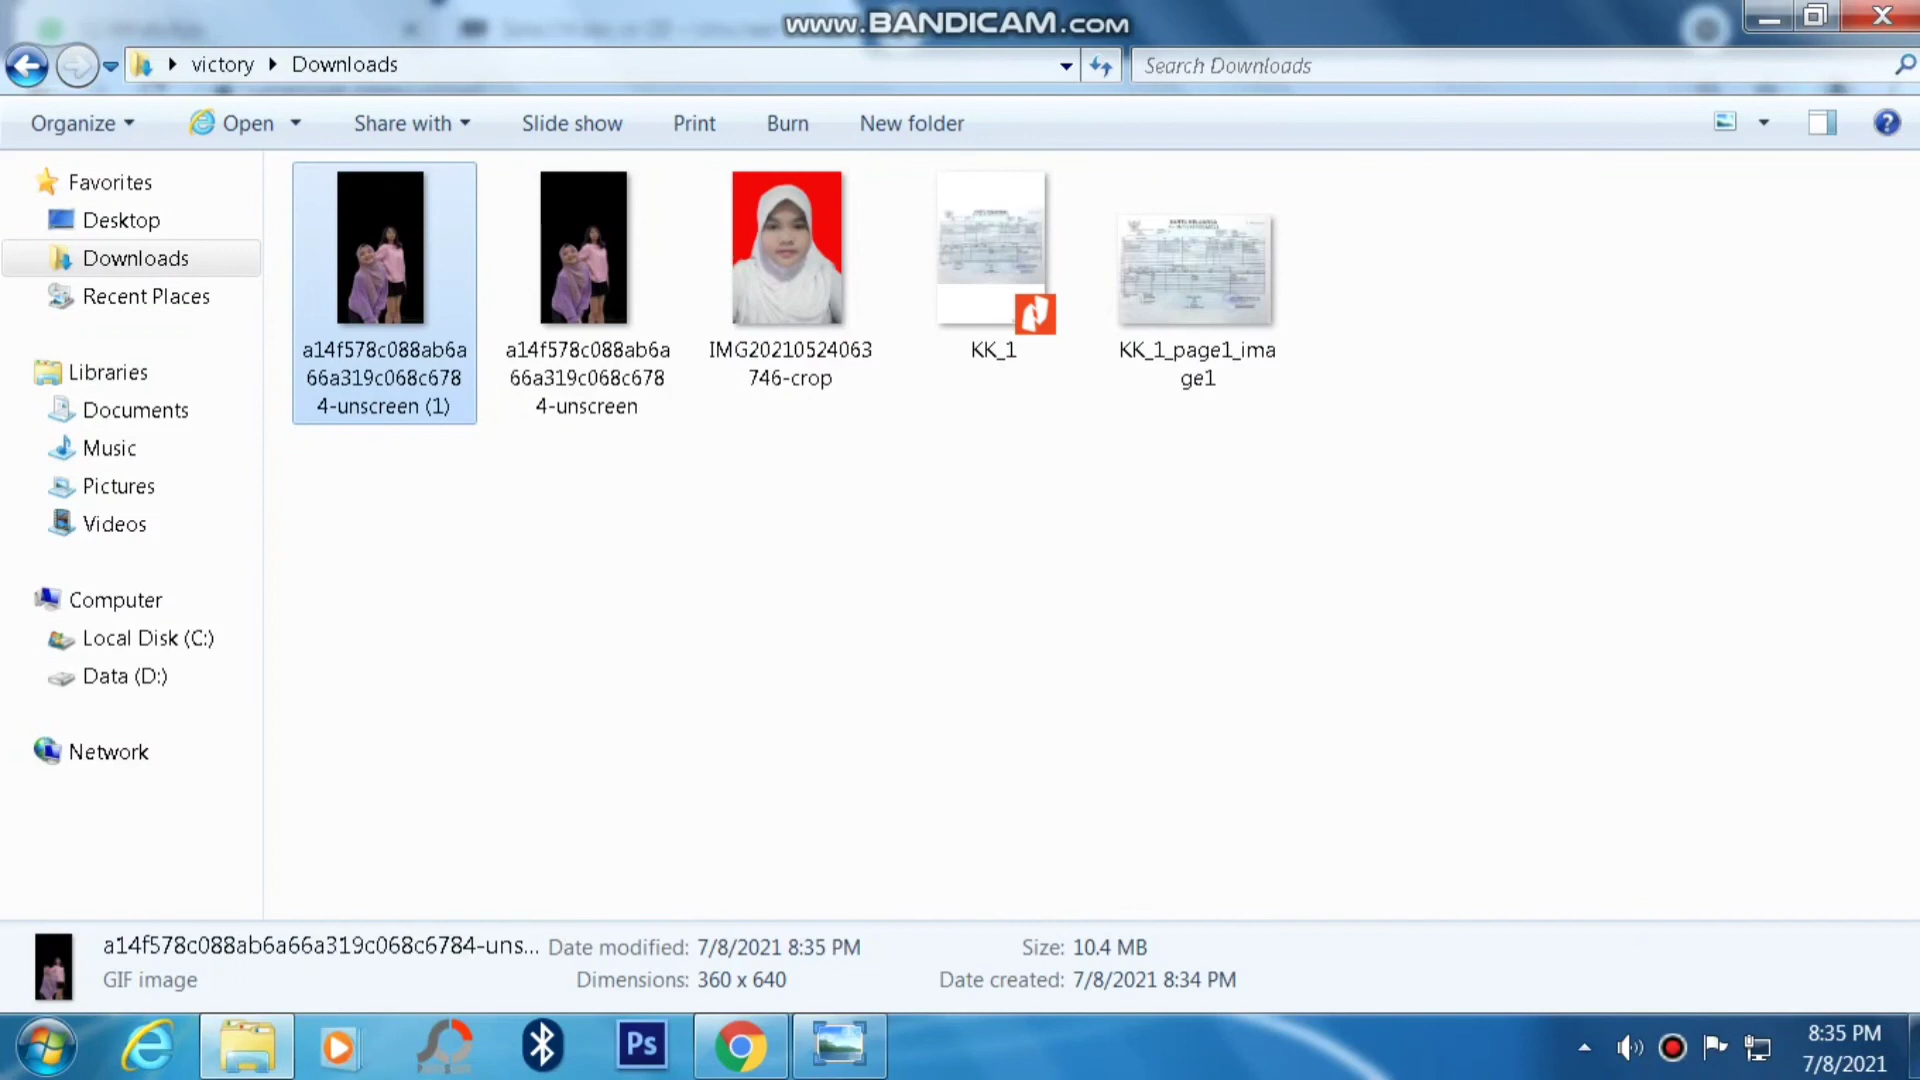 www.BANDICAM.com
victory
Downloads
Search Downloads
Organize
Open
Share with
Slide show
Print
Burn
New folder
Favorites
Desktop
Downloads
Recent Places
Libraries
Documents
Music
Pictures
Videos
Computer
Local Disk (C:)
Data (D:)
Network
a14f578c088ab6a
66a319c068c678
4-unscreen (1)
a14f578c088ab6a
66a319c068c678
4-unscreen
IMG20210524063
746-crop
KK_1
KK_1_page1_ima
ge1
a14f578c088ab6a66a319c068c6784-uns...
GIF image
Date modified: 7/8/2021 8:35 PM
Dimensions: 360 x 640
Size: 10.4 MB
Date created: 7/8/2021 8:34 PM
Ps
8:35 PM
7/8/2021